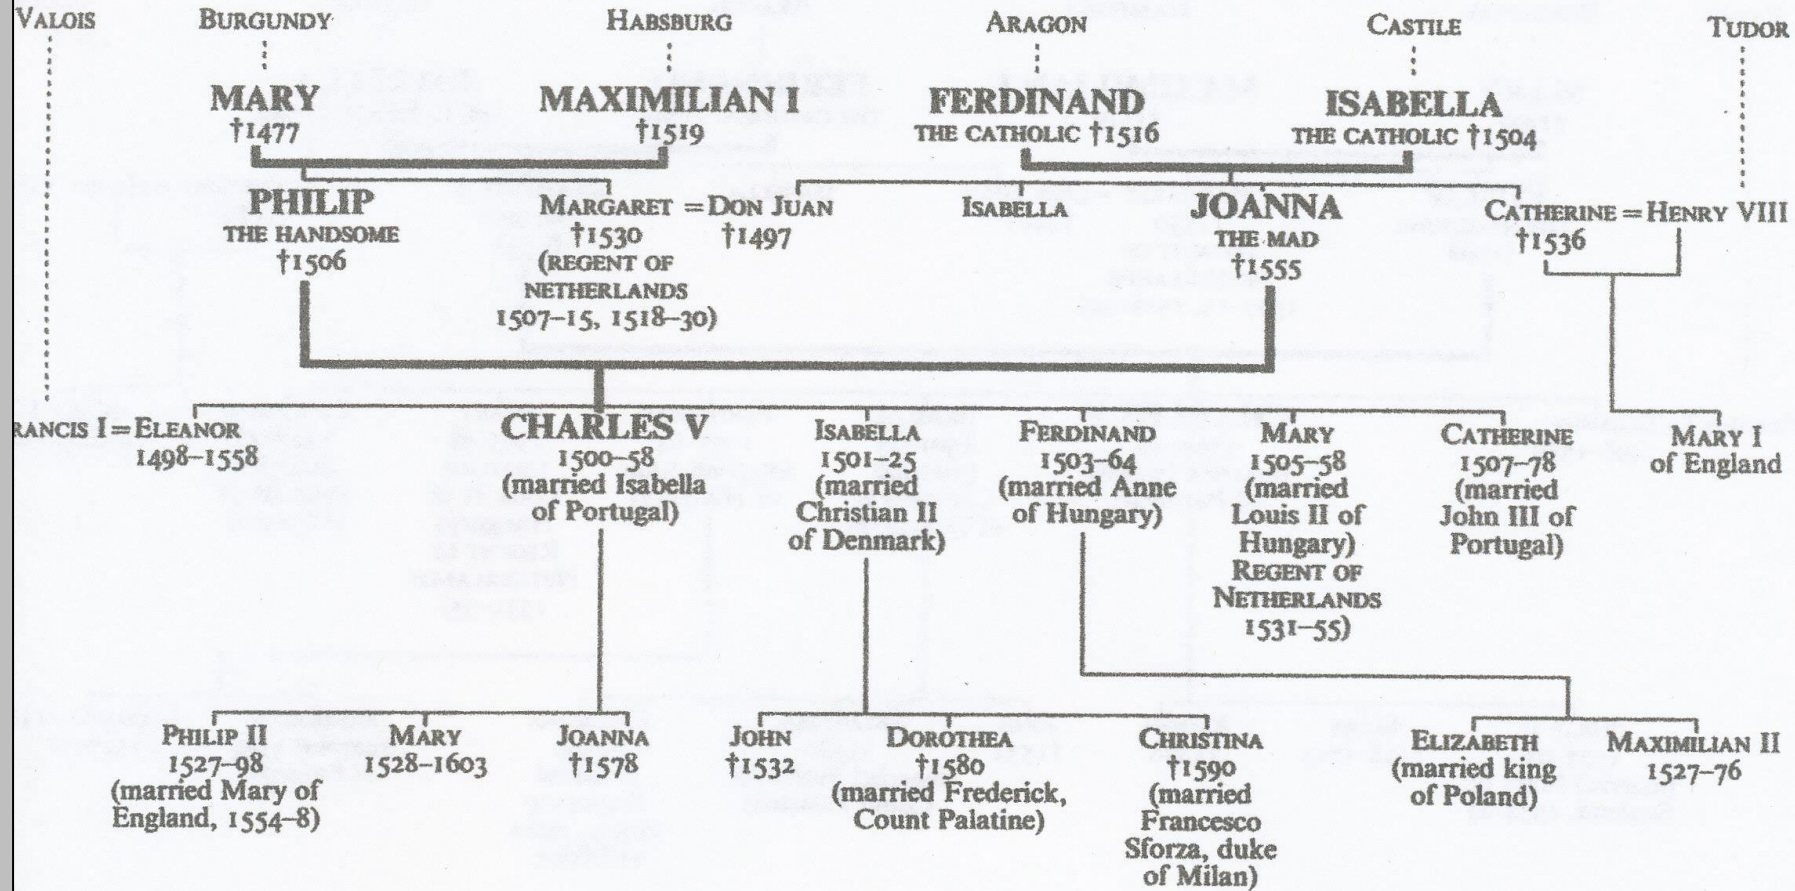 VALOIS BURGUNDY HABSBURG ARAGON CASTILE TUDOR
MARY
†1477
MAXIMILIAN I
†1519
FERDINAND
THE CATHOLIC †1516
ISABELLA
THE CATHOLIC †1504
PHILIP
THE HANDSOME
†1506
MARGARET = DON JUAN
†1530 †1497
(REGENT OF
NETHERLANDS
1507–15, 1518–30)
ISABELLA
JOANNA
THE MAD
†1555
CATHERINE = HENRY VIII
†1536
RANCIS I = ELEANOR
1498–1558
CHARLES V
1500–58
(married Isabella
of Portugal)
ISABELLA
1501–25
(married
Christian II
of Denmark)
FERDINAND
1503–64
(married Anne
of Hungary)
MARY
1505–58
(married
Louis II of
Hungary)
REGENT OF
NETHERLANDS
1531–55)
CATHERINE
1507–78
(married
John III of
Portugal)
MARY I
of England
PHILIP II
1527–98
(married Mary of
England, 1554–8)
MARY
1528–1603
JOANNA
†1578
JOHN
†1532
DOROTHEA
†1580
(married Frederick,
Count Palatine)
CHRISTINA
†1590
(married
Francesco
Sforza, duke
of Milan)
ELIZABETH
(married king
of Poland)
MAXIMILIAN II
1527–76